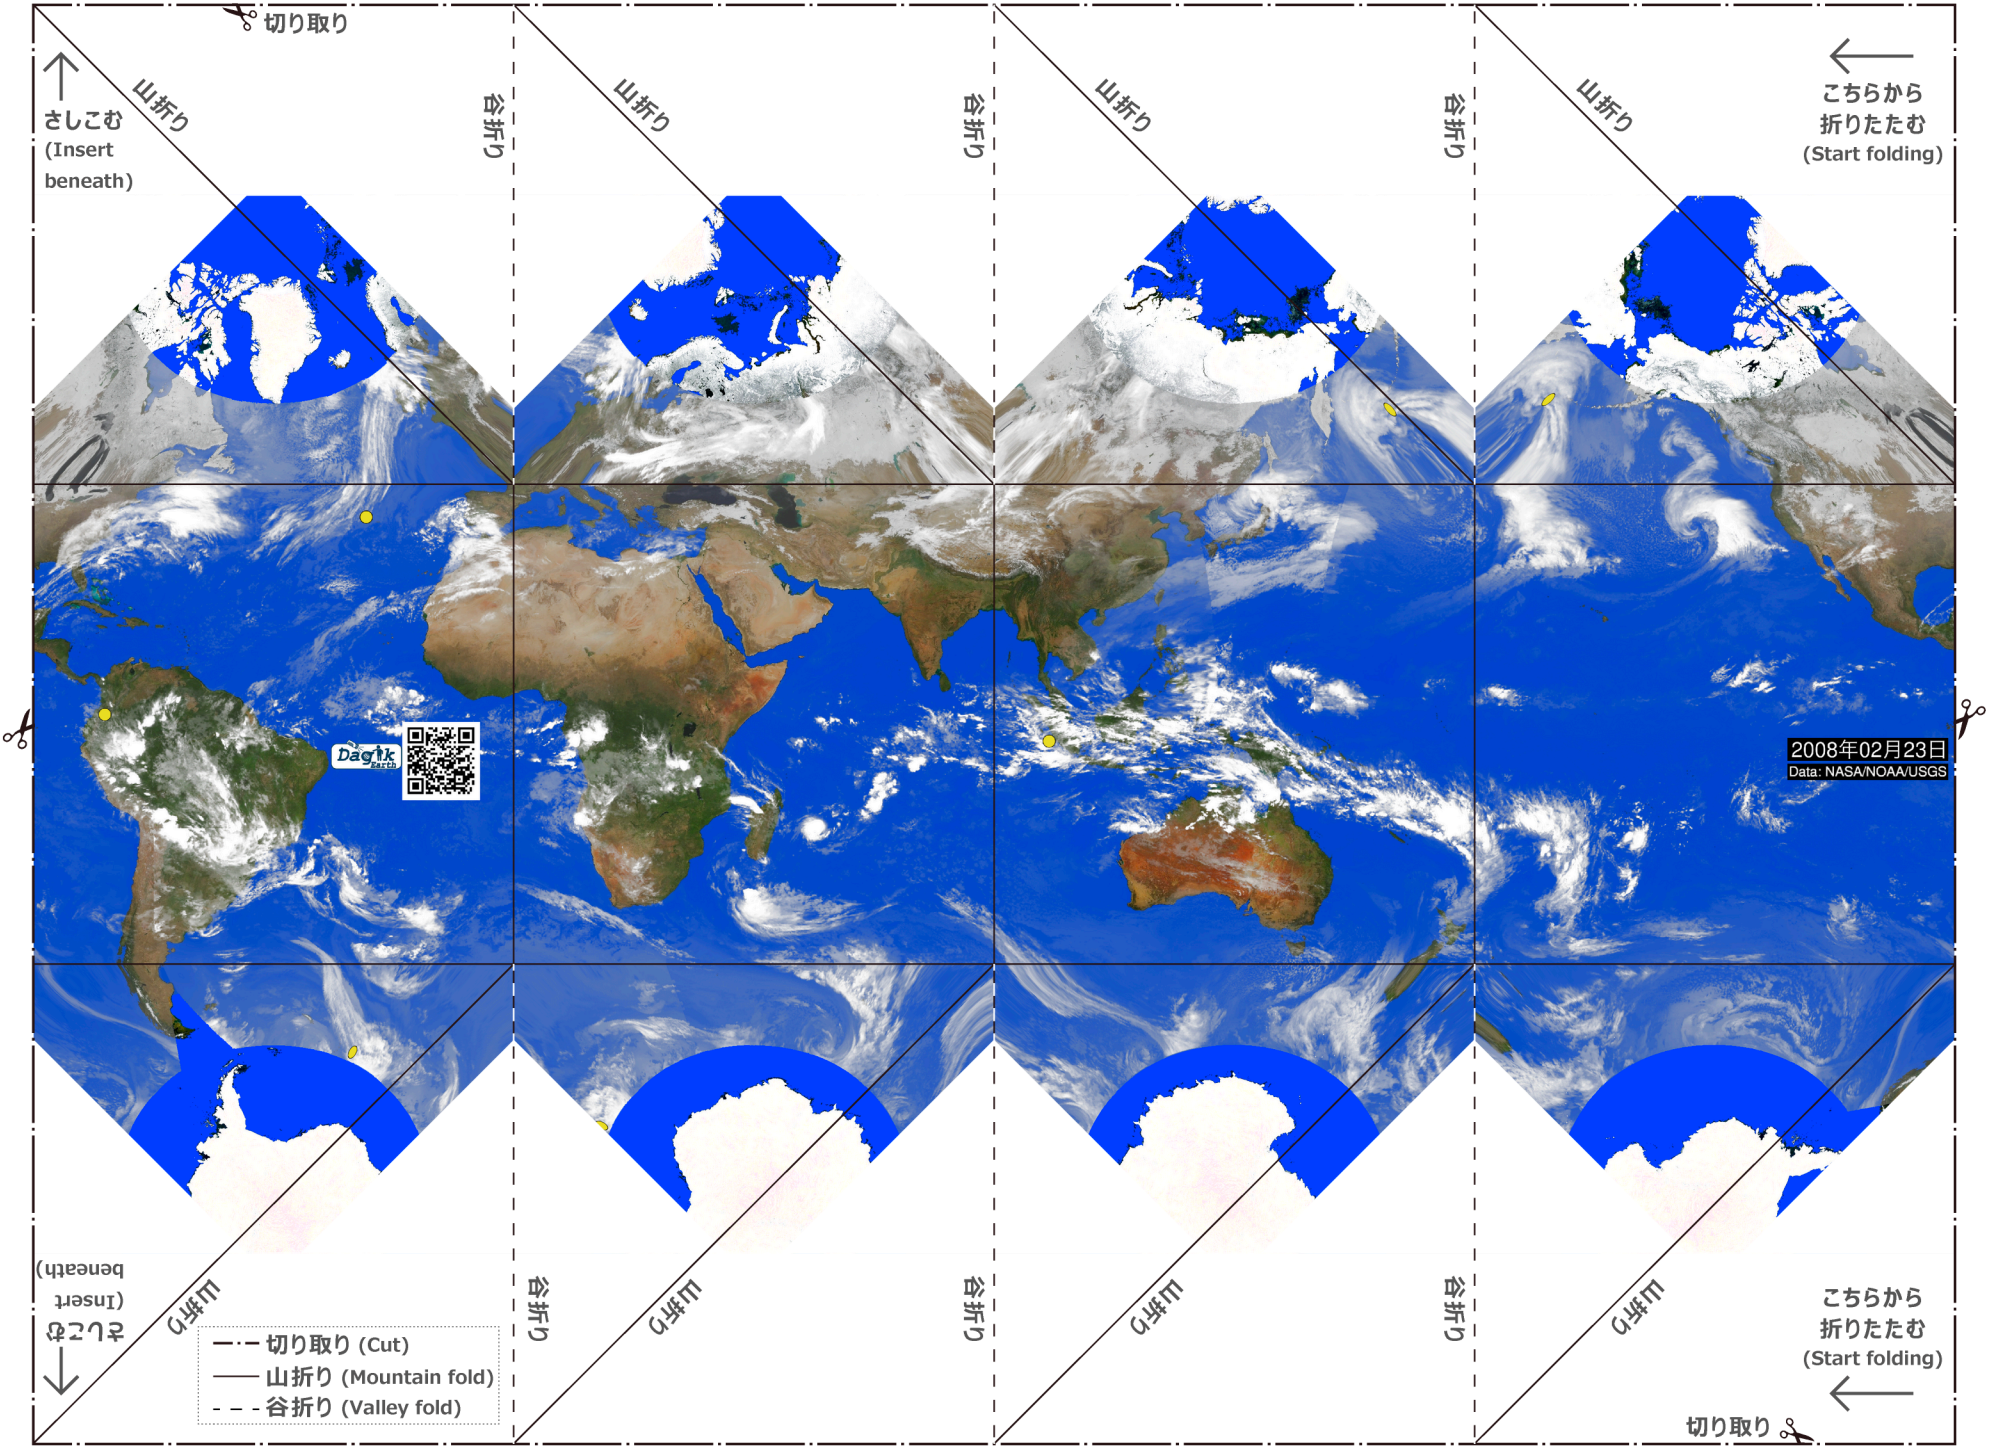 切り取り
さしこむ
(Insert
beneath)
山折り
谷折り
山折り
谷折り
山折り
谷折り
山折り
こちらから
折りたたむ
(Start folding)
Dagik
Earth
2008年02月23日
Data: NASA/NOAA/USGS
さしこむ
(Insert
beneath)
山折り
谷折り
山折り
谷折り
山折り
谷折り
山折り
こちらから
折りたたむ
(Start folding)
切り取り (Cut)
山折り (Mountain fold)
谷折り (Valley fold)
切り取り